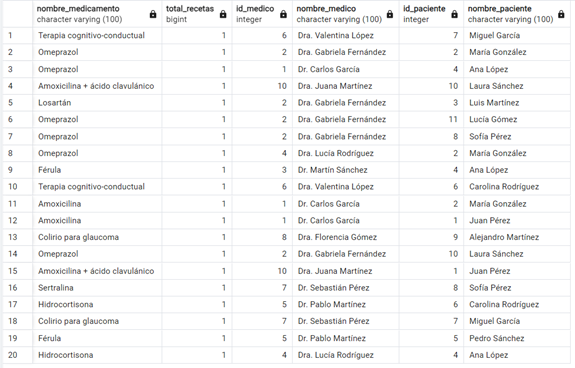 nombre_medicamento total_recetas id_medico nombre_medico id_paciente nombre_paciente
character varying (100) bigint integer character varying (100) integer character varying (100)
1 Terapia cognitivo-conductual 1 6 Dra. Valentina López 7 Miguel García
2 Omeprazol 1 2 Dra. Gabriela Fernández 2 María González
3 Omeprazol 1 1 Dr. Carlos García 4 Ana López
4 Amoxicilina + ácido clavulánico 1 10 Dra. Juana Martínez 10 Laura Sánchez
5 Losartán 1 2 Dra. Gabriela Fernández 3 Luis Martínez
6 Omeprazol 1 2 Dra. Gabriela Fernández 11 Lucía Gómez
7 Omeprazol 1 2 Dra. Gabriela Fernández 8 Sofía Pérez
8 Omeprazol 1 4 Dra. Lucía Rodríguez 2 María González
9 Férula 1 3 Dr. Martín Sánchez 4 Ana López
10 Terapia cognitivo-conductual 1 6 Dra. Valentina López 6 Carolina Rodríguez
11 Amoxicilina 1 1 Dr. Carlos García 2 María González
12 Amoxicilina 1 1 Dr. Carlos García 1 Juan Pérez
13 Colirio para glaucoma 1 8 Dra. Florencia Gómez 9 Alejandro Martínez
14 Omeprazol 1 2 Dra. Gabriela Fernández 10 Laura Sánchez
15 Amoxicilina + ácido clavulánico 1 10 Dra. Juana Martínez 1 Juan Pérez
16 Sertralina 1 7 Dr. Sebastián Pérez 8 Sofía Pérez
17 Hidrocortisona 1 5 Dr. Pablo Martínez 6 Carolina Rodríguez
18 Colirio para glaucoma 1 7 Dr. Sebastián Pérez 7 Miguel García
19 Férula 1 5 Dr. Pablo Martínez 5 Pedro Sánchez
20 Hidrocortisona 1 4 Dra. Lucía Rodríguez 4 Ana López